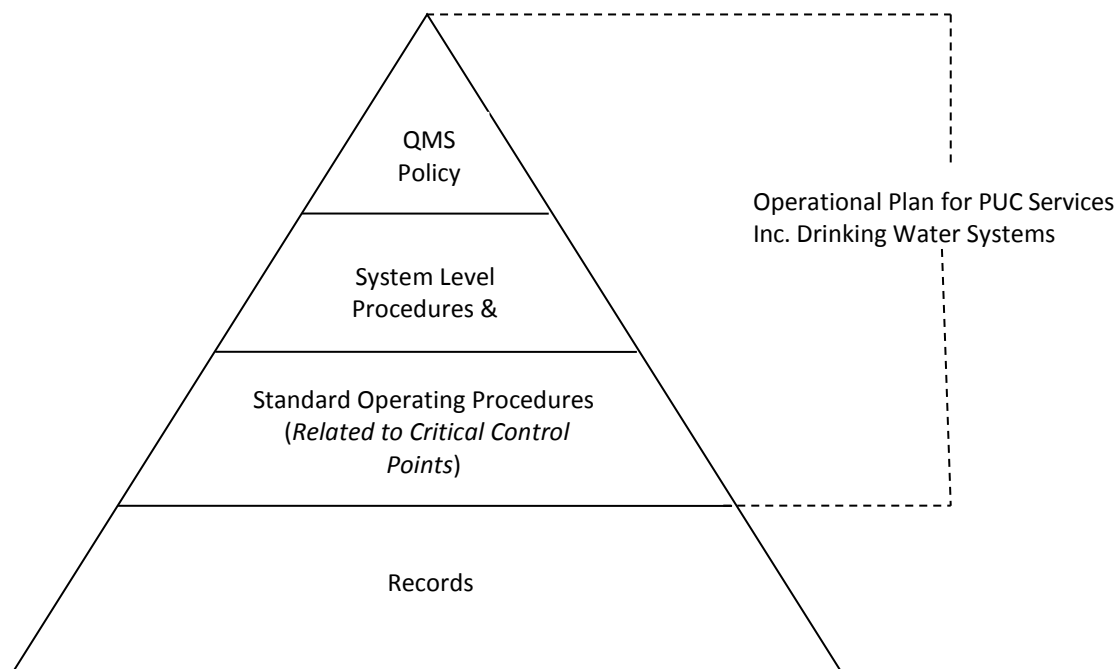 QMS
Policy
Operational Plan for PUC Services
Inc. Drinking Water Systems
System Level
Procedures &
Standard Operating Procedures
(Related to Critical Control
Points)
Records